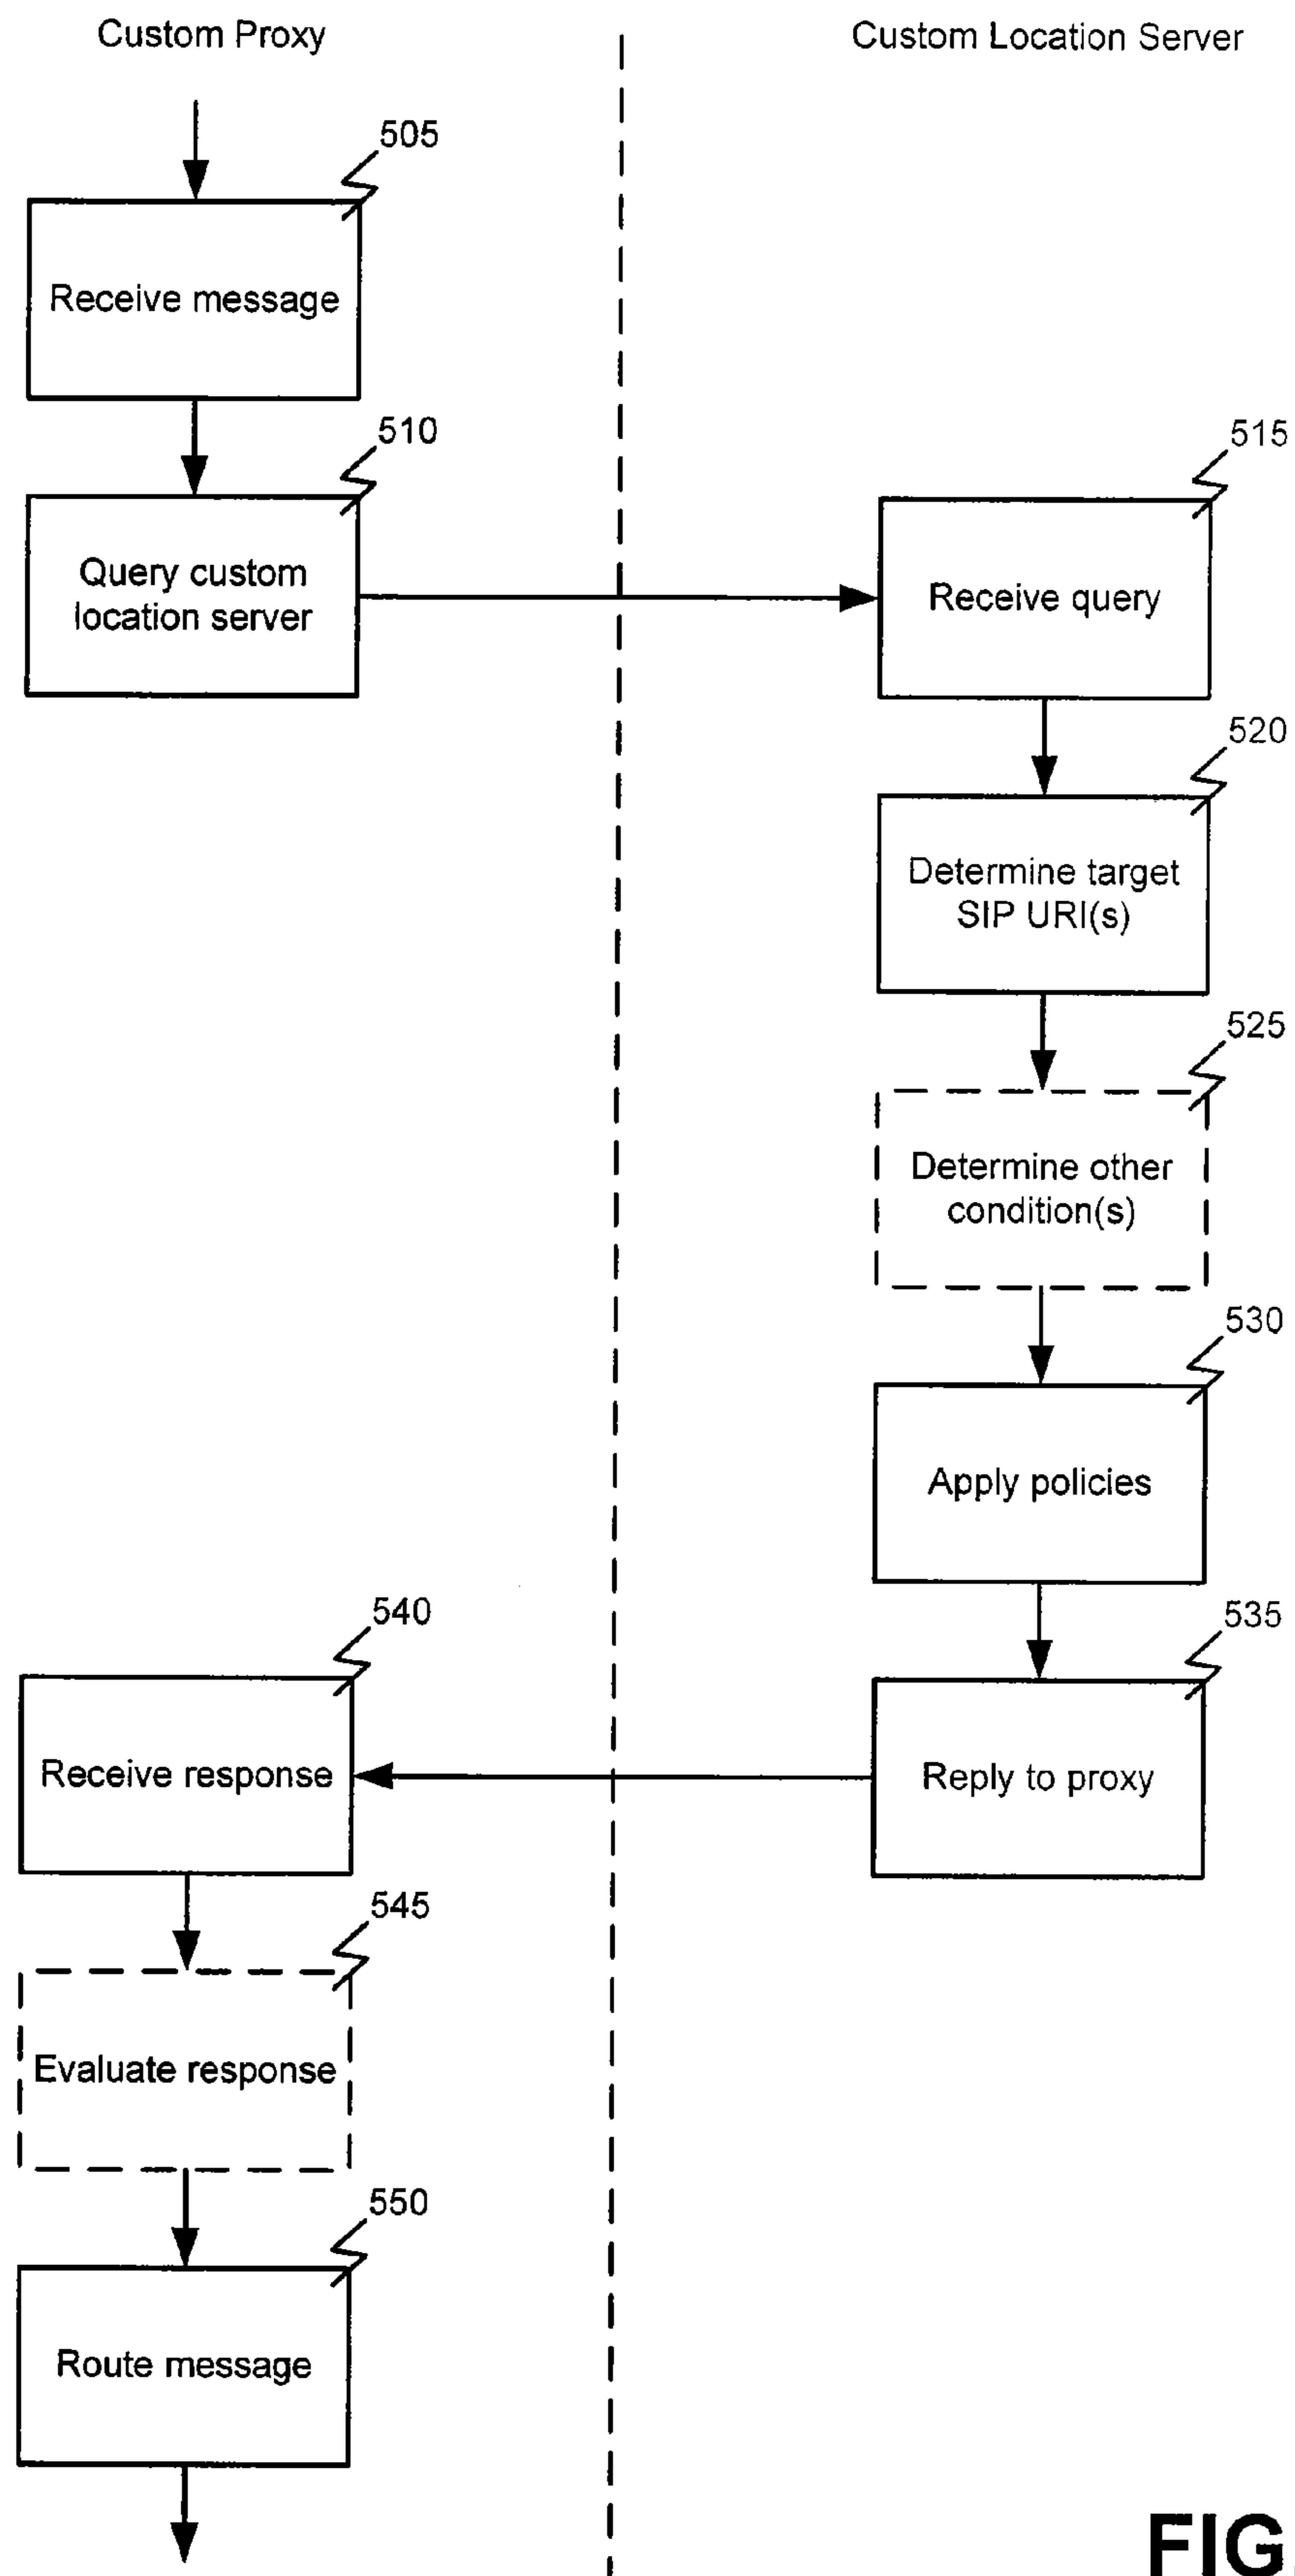 Custom Proxy
Custom Location Server
505
Receive message
510
Query custom
location server
515
Receive query
520
Determine target
SIP URI(s)
525
Determine other
condition(s)
530
Apply policies
535
Reply to proxy
540
Receive response
545
Evaluate response
550
Route message
FIG.